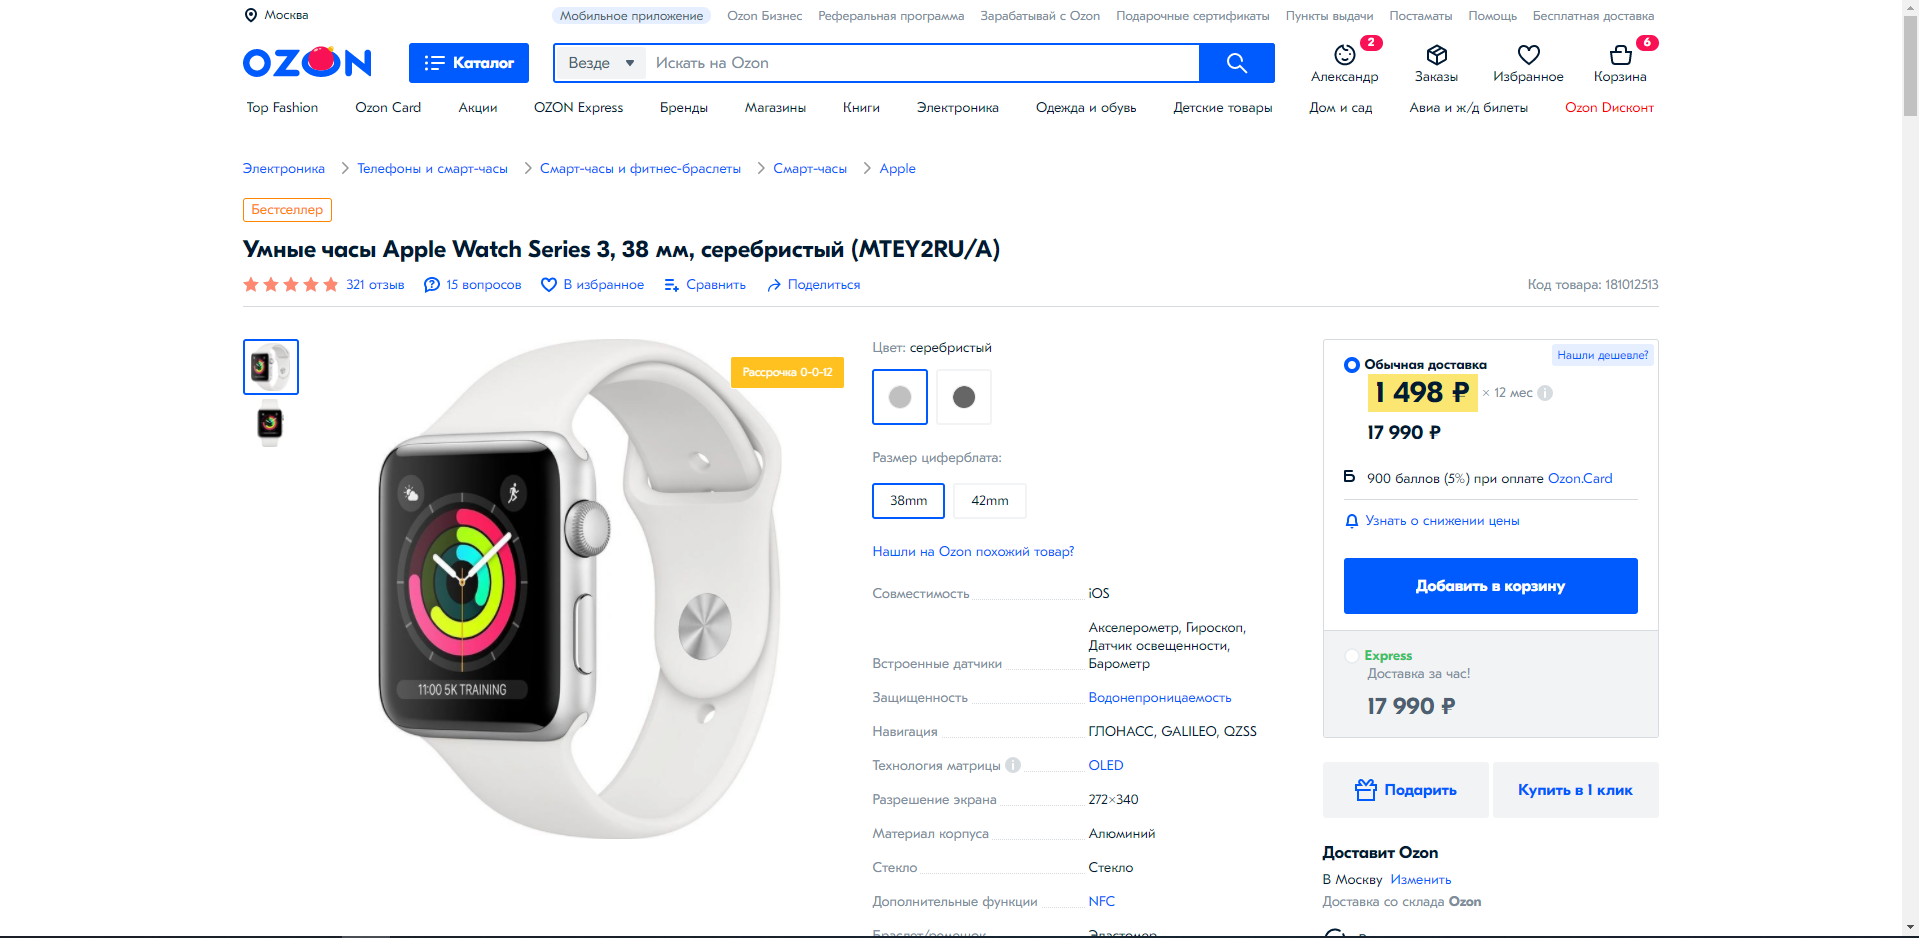 Москва
Мобильное приложение Ozon Бизнес Реферальная программа Зарабатывай с Ozon Подарочные сертификаты Пункты выдачи Постаматы Помощь Бесплатная доставка
OZON
Каталог
Везде
Искать на Ozon
2
Александр
Заказы
Избранное
6
Корзина
Top Fashion Ozon Card Акции OZON Express Бренды Магазины Книги Электроника Одежда и обувь Детские товары Дом и сад Авиа и ж/д билеты Ozon Dисконт
Электроника Телефоны и смарт-часы Смарт-часы и фитнес-браслеты Смарт-часы Apple
Бестселлер
Умные часы Apple Watch Series 3, 38 мм, серебристый (MTEY2RU/A)
321 отзыв 15 вопросов В избранное Сравнить Поделиться
Код товара: 181012513
Рассрочка 0-0-12
11:00 5K TRAINING
Цвет: серебристый
Размер циферблата:
38mm 42mm
Нашли на Ozon похожий товар?
Совместимость iOS
Встроенные датчики Акселерометр, Гироскоп,
Датчик освещенности,
Барометр
Защищенность Водонепроницаемость
Навигация ГЛОНАСС, GALILEO, QZSS
Технология матрицы OLED
Разрешение экрана 272×340
Материал корпуса Алюминий
Стекло Стекло
Дополнительные функции NFC
Браслет/ремешок Эластомер
Нашли дешевле?
Обычная доставка
1 498 ₽ × 12 мес
17 990 ₽
Б 900 баллов (5%) при оплате Ozon.Card
Узнать о снижении цены
Добавить в корзину
Express
Доставка за час!
17 990 ₽
Подарить
Купить в 1 клик
Доставит Ozon
В Москву Изменить
Доставка со склада Ozon